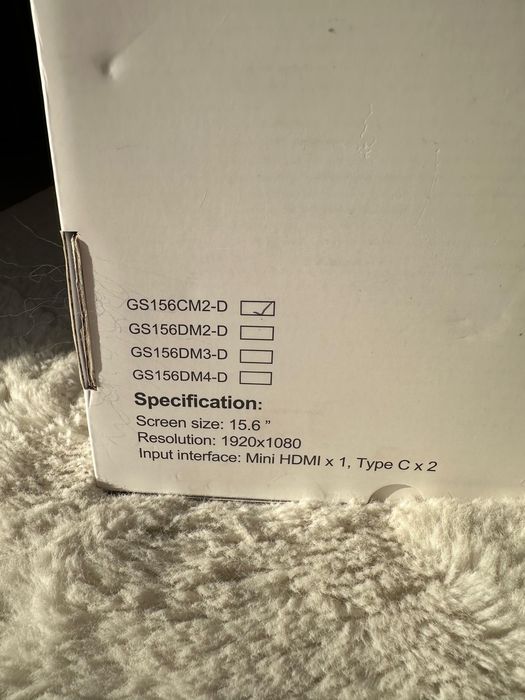 GS156CM2-D
GS156DM2-D
GS156DM3-D
GS156DM4-D
Specification:
Screen size: 15.6 "
Resolution: 1920x1080
Input interface: Mini HDMI x 1, Type C x 2